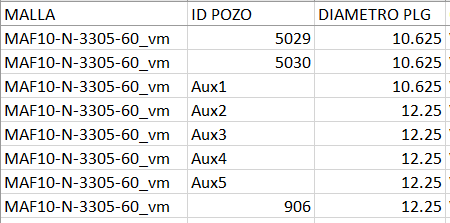 MALLA ID POZO DIAMETRO PLG
MAF10-N-3305-60_vm 5029 10.625
MAF10-N-3305-60_vm 5030 10.625
MAF10-N-3305-60_vm Aux1 10.625
MAF10-N-3305-60_vm Aux2 12.25
MAF10-N-3305-60_vm Aux3 12.25
MAF10-N-3305-60_vm Aux4 12.25
MAF10-N-3305-60_vm Aux5 12.25
MAF10-N-3305-60_vm 906 12.25